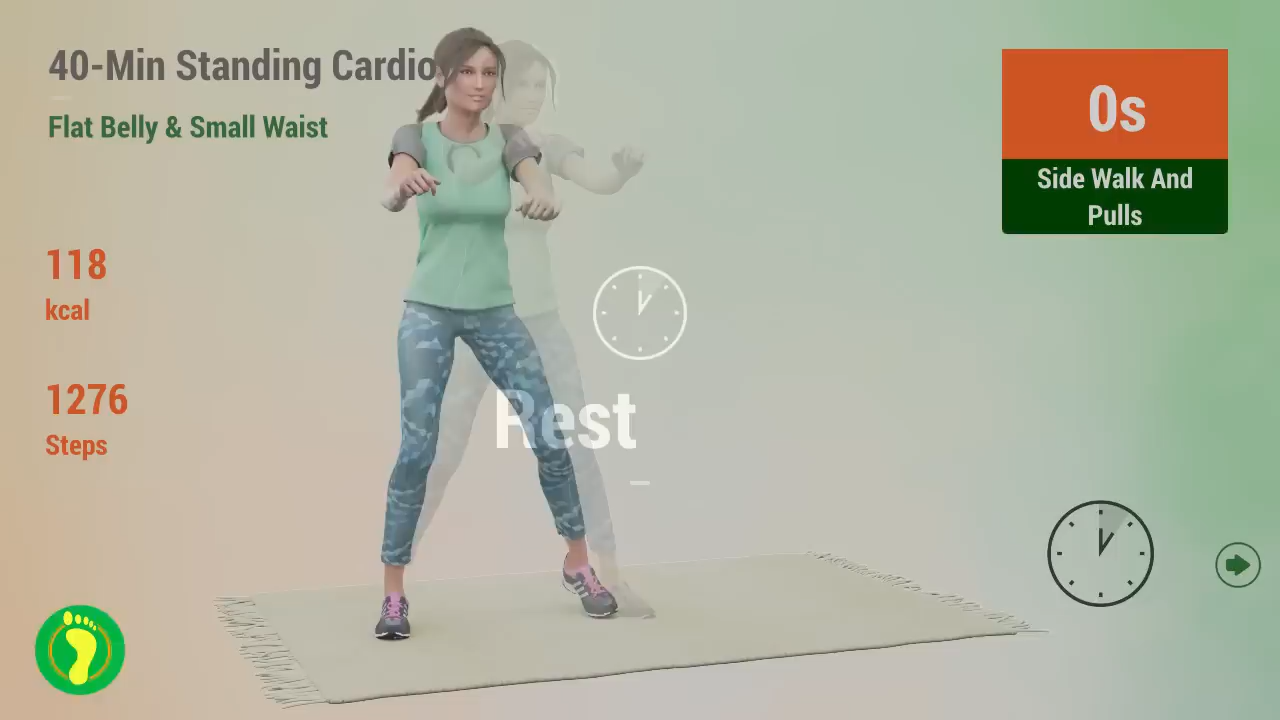 40-Min Standing Cardio
Flat Belly & Small Waist
0s
Side Walk And
Pulls
118
kcal
1276
Steps
Rest